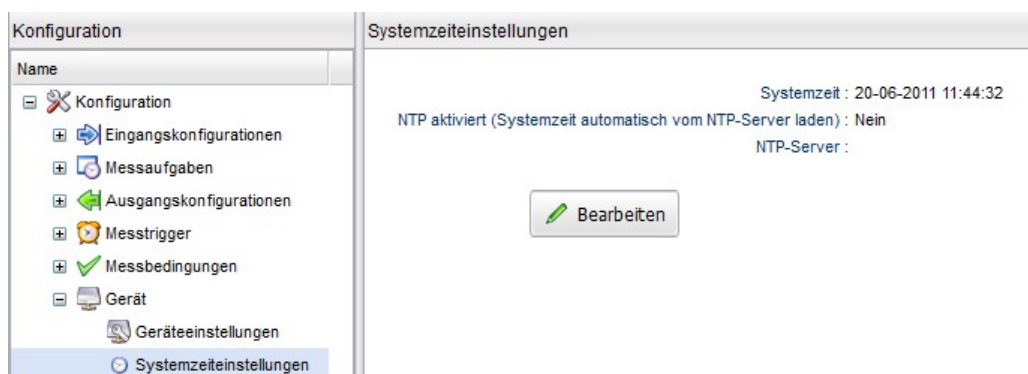 Konfiguration
Name
Konfiguration
Eingangskonfigurationen
Messaufgaben
Ausgangskonfigurationen
Messtrigger
Messbedingungen
Gerät
Geräteeinstellungen
Systemzeiteinstellungen
Systemzeiteinstellungen
Systemzeit : 20-06-2011 11:44:32
NTP aktiviert (Systemzeit automatisch vom NTP-Server laden) : Nein
NTP-Server :
Bearbeiten